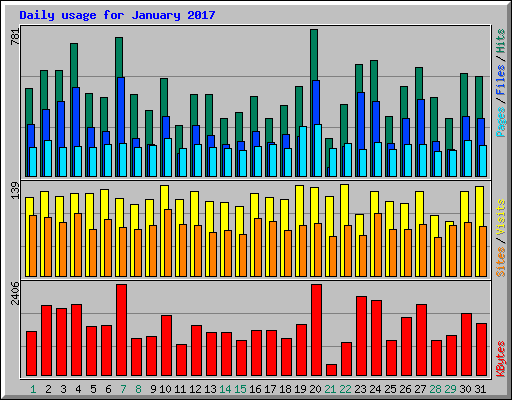 Daily usage for January 2017
781
Pages / Files / Hits
139
Sites / Visits
2406
KBytes
1 2 3 4 5 6 7 8 9 10 11 12 13 14 15 16 17 18 19 20 21 22 23 24 25 26 27 28 29 30 31